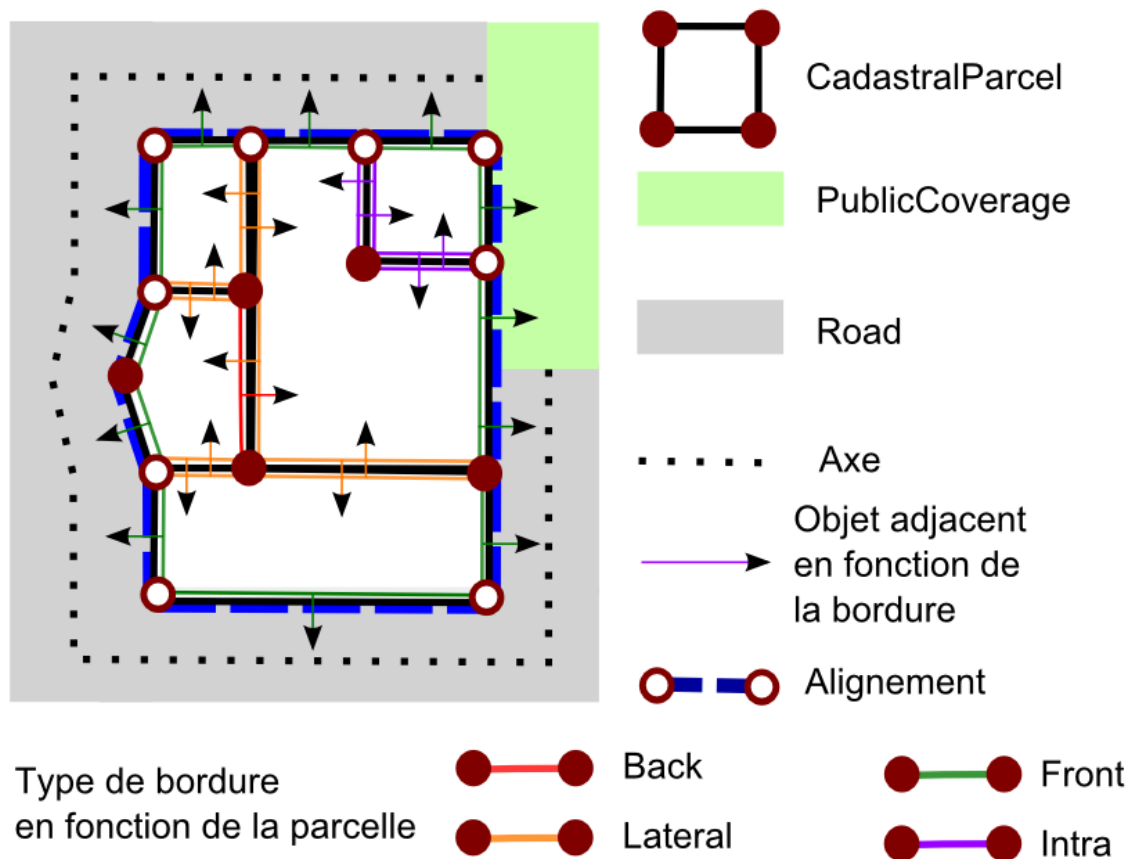 CadastralParcel
PublicCoverage
Road
Axe
Objet adjacent
en fonction de
la bordure
Alignement
Type de bordure
en fonction de la parcelle
Back
Lateral
Front
Intra